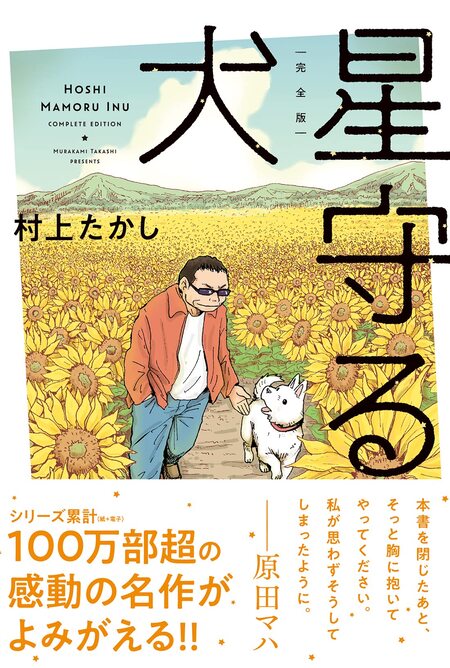 星守る犬
―完全版―
HOSHI
MAMORU INU
COMPLETE EDITION
★
MURAKAMI TAKASHI
PRESENTS
村上たかし
本書を閉じたあと、
そっと胸に抱いて
やってください。
私が思わずそうして
しまったように。
――原田マハ
シリーズ累計(紙+電子)
100万部超の
感動の名作が
よみがえる!!